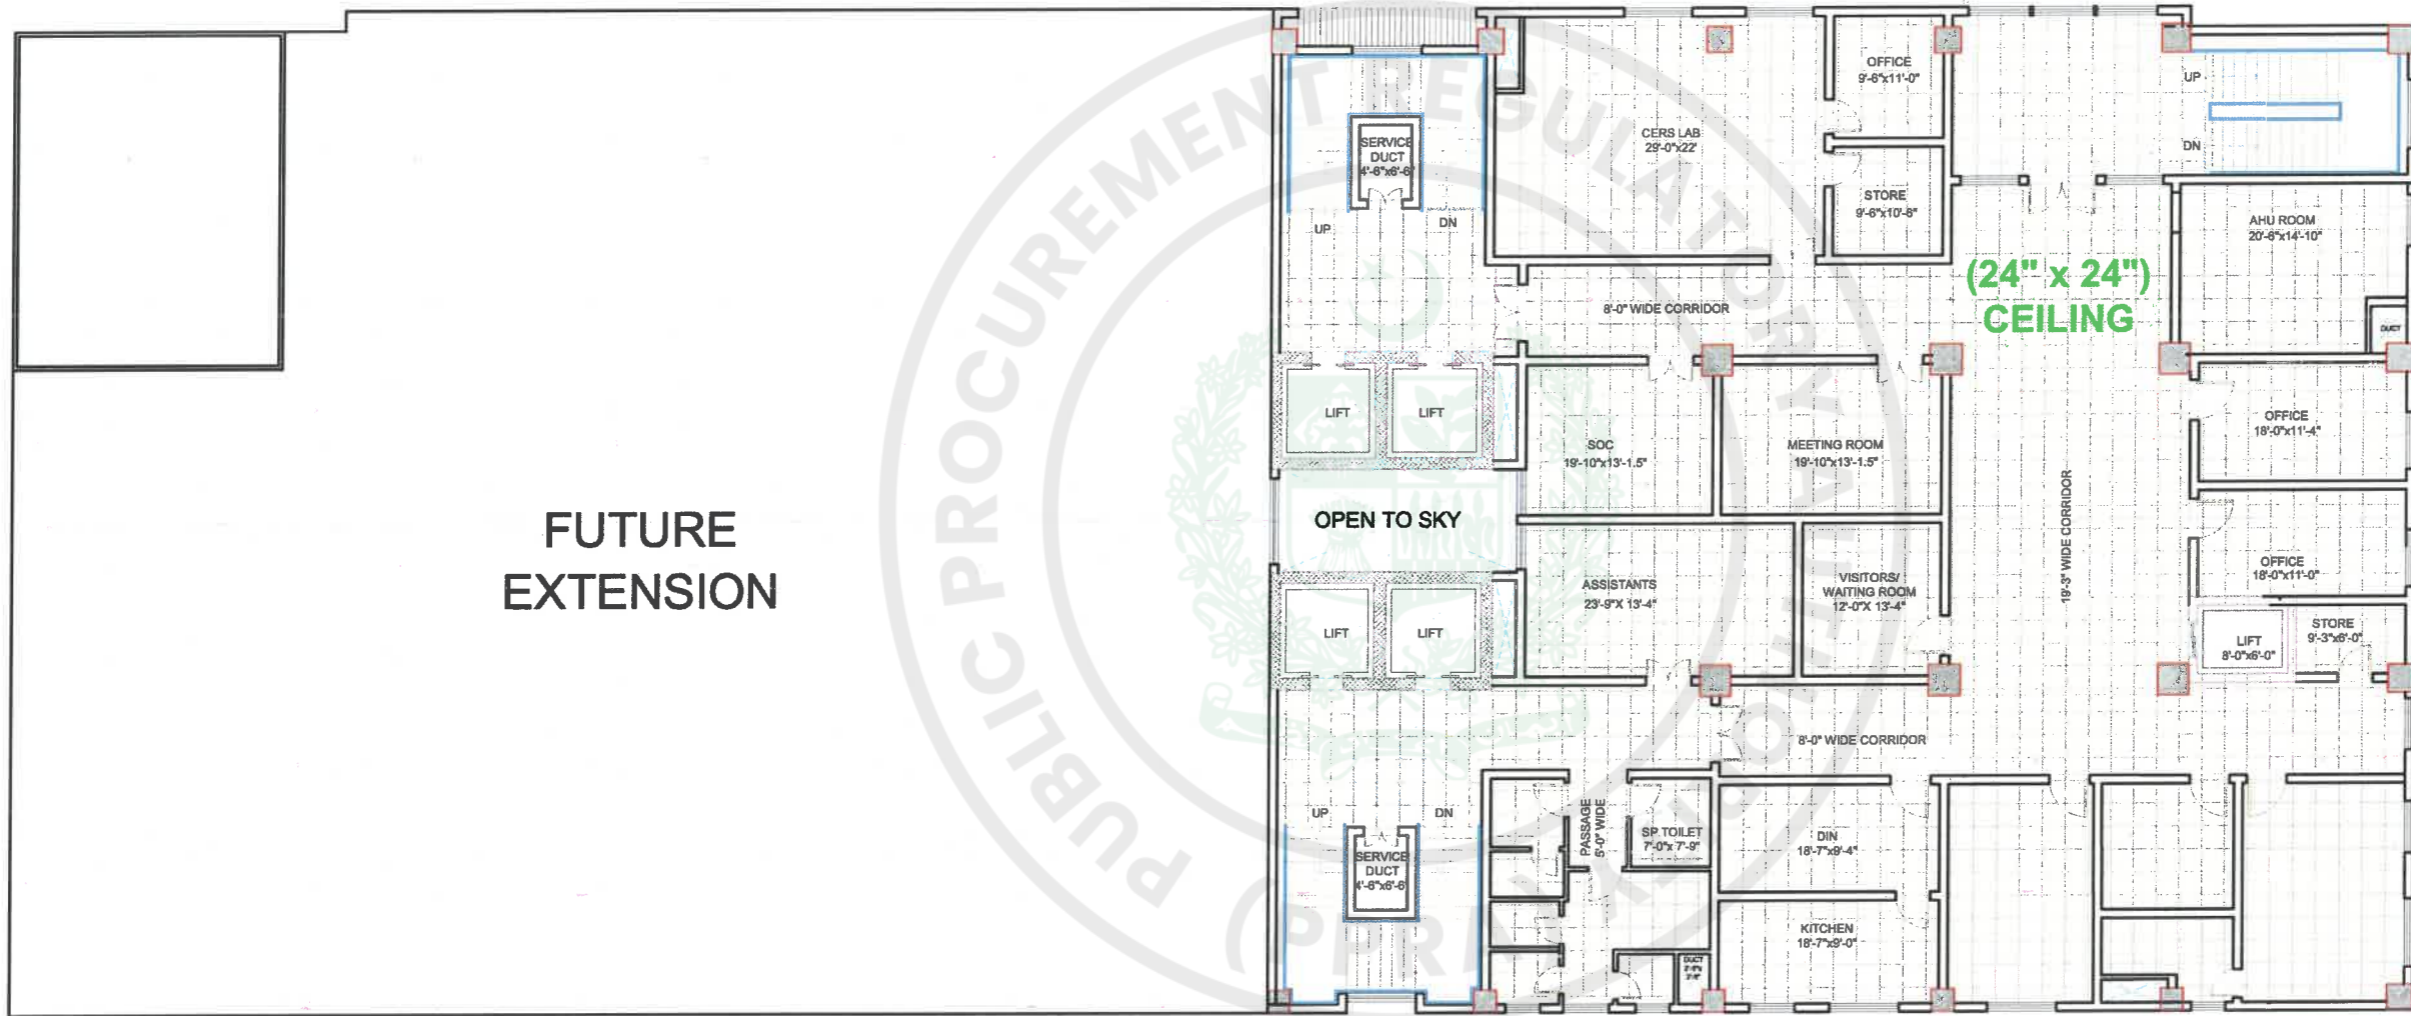 FUTURE
EXTENSION
SERVICE
DUCT
4'-6"x6'-6"
UP
DN
CERS LAB
29'-0"x22'
OFFICE
9'-6"x11'-0"
STORE
9'-6"x10'-6"
UP
DN
AHU ROOM
20'-6"x14'-10"
DUCT
(24" x 24")
CEILING
8'-0" WIDE CORRIDOR
LIFT
LIFT
SOC
19'-10"x13'-1.5"
MEETING ROOM
19'-10"x13'-1.5"
OFFICE
18'-0"x11'-4"
19'-3" WIDE CORRIDOR
OPEN TO SKY
ASSISTANTS
23'-9"X 13'-4"
VISITORS/
WAITING ROOM
12'-0"X 13'-4"
OFFICE
18'-0"x11'-0"
LIFT
LIFT
LIFT
8'-0"x6'-0"
STORE
9'-3"x6'-0"
8'-0" WIDE CORRIDOR
UP
DN
SERVICE
DUCT
4'-6"x6'-6"
PASSAGE
5'-0" WIDE
SP.TOILET
7'-0"x 7'-9"
DIN
18'-7"x9'-4"
KITCHEN
18'-7"x9'-0"
DUCT
PUBLIC PROCUREMENT REGULATORY AUTHORITY
(PPRA)